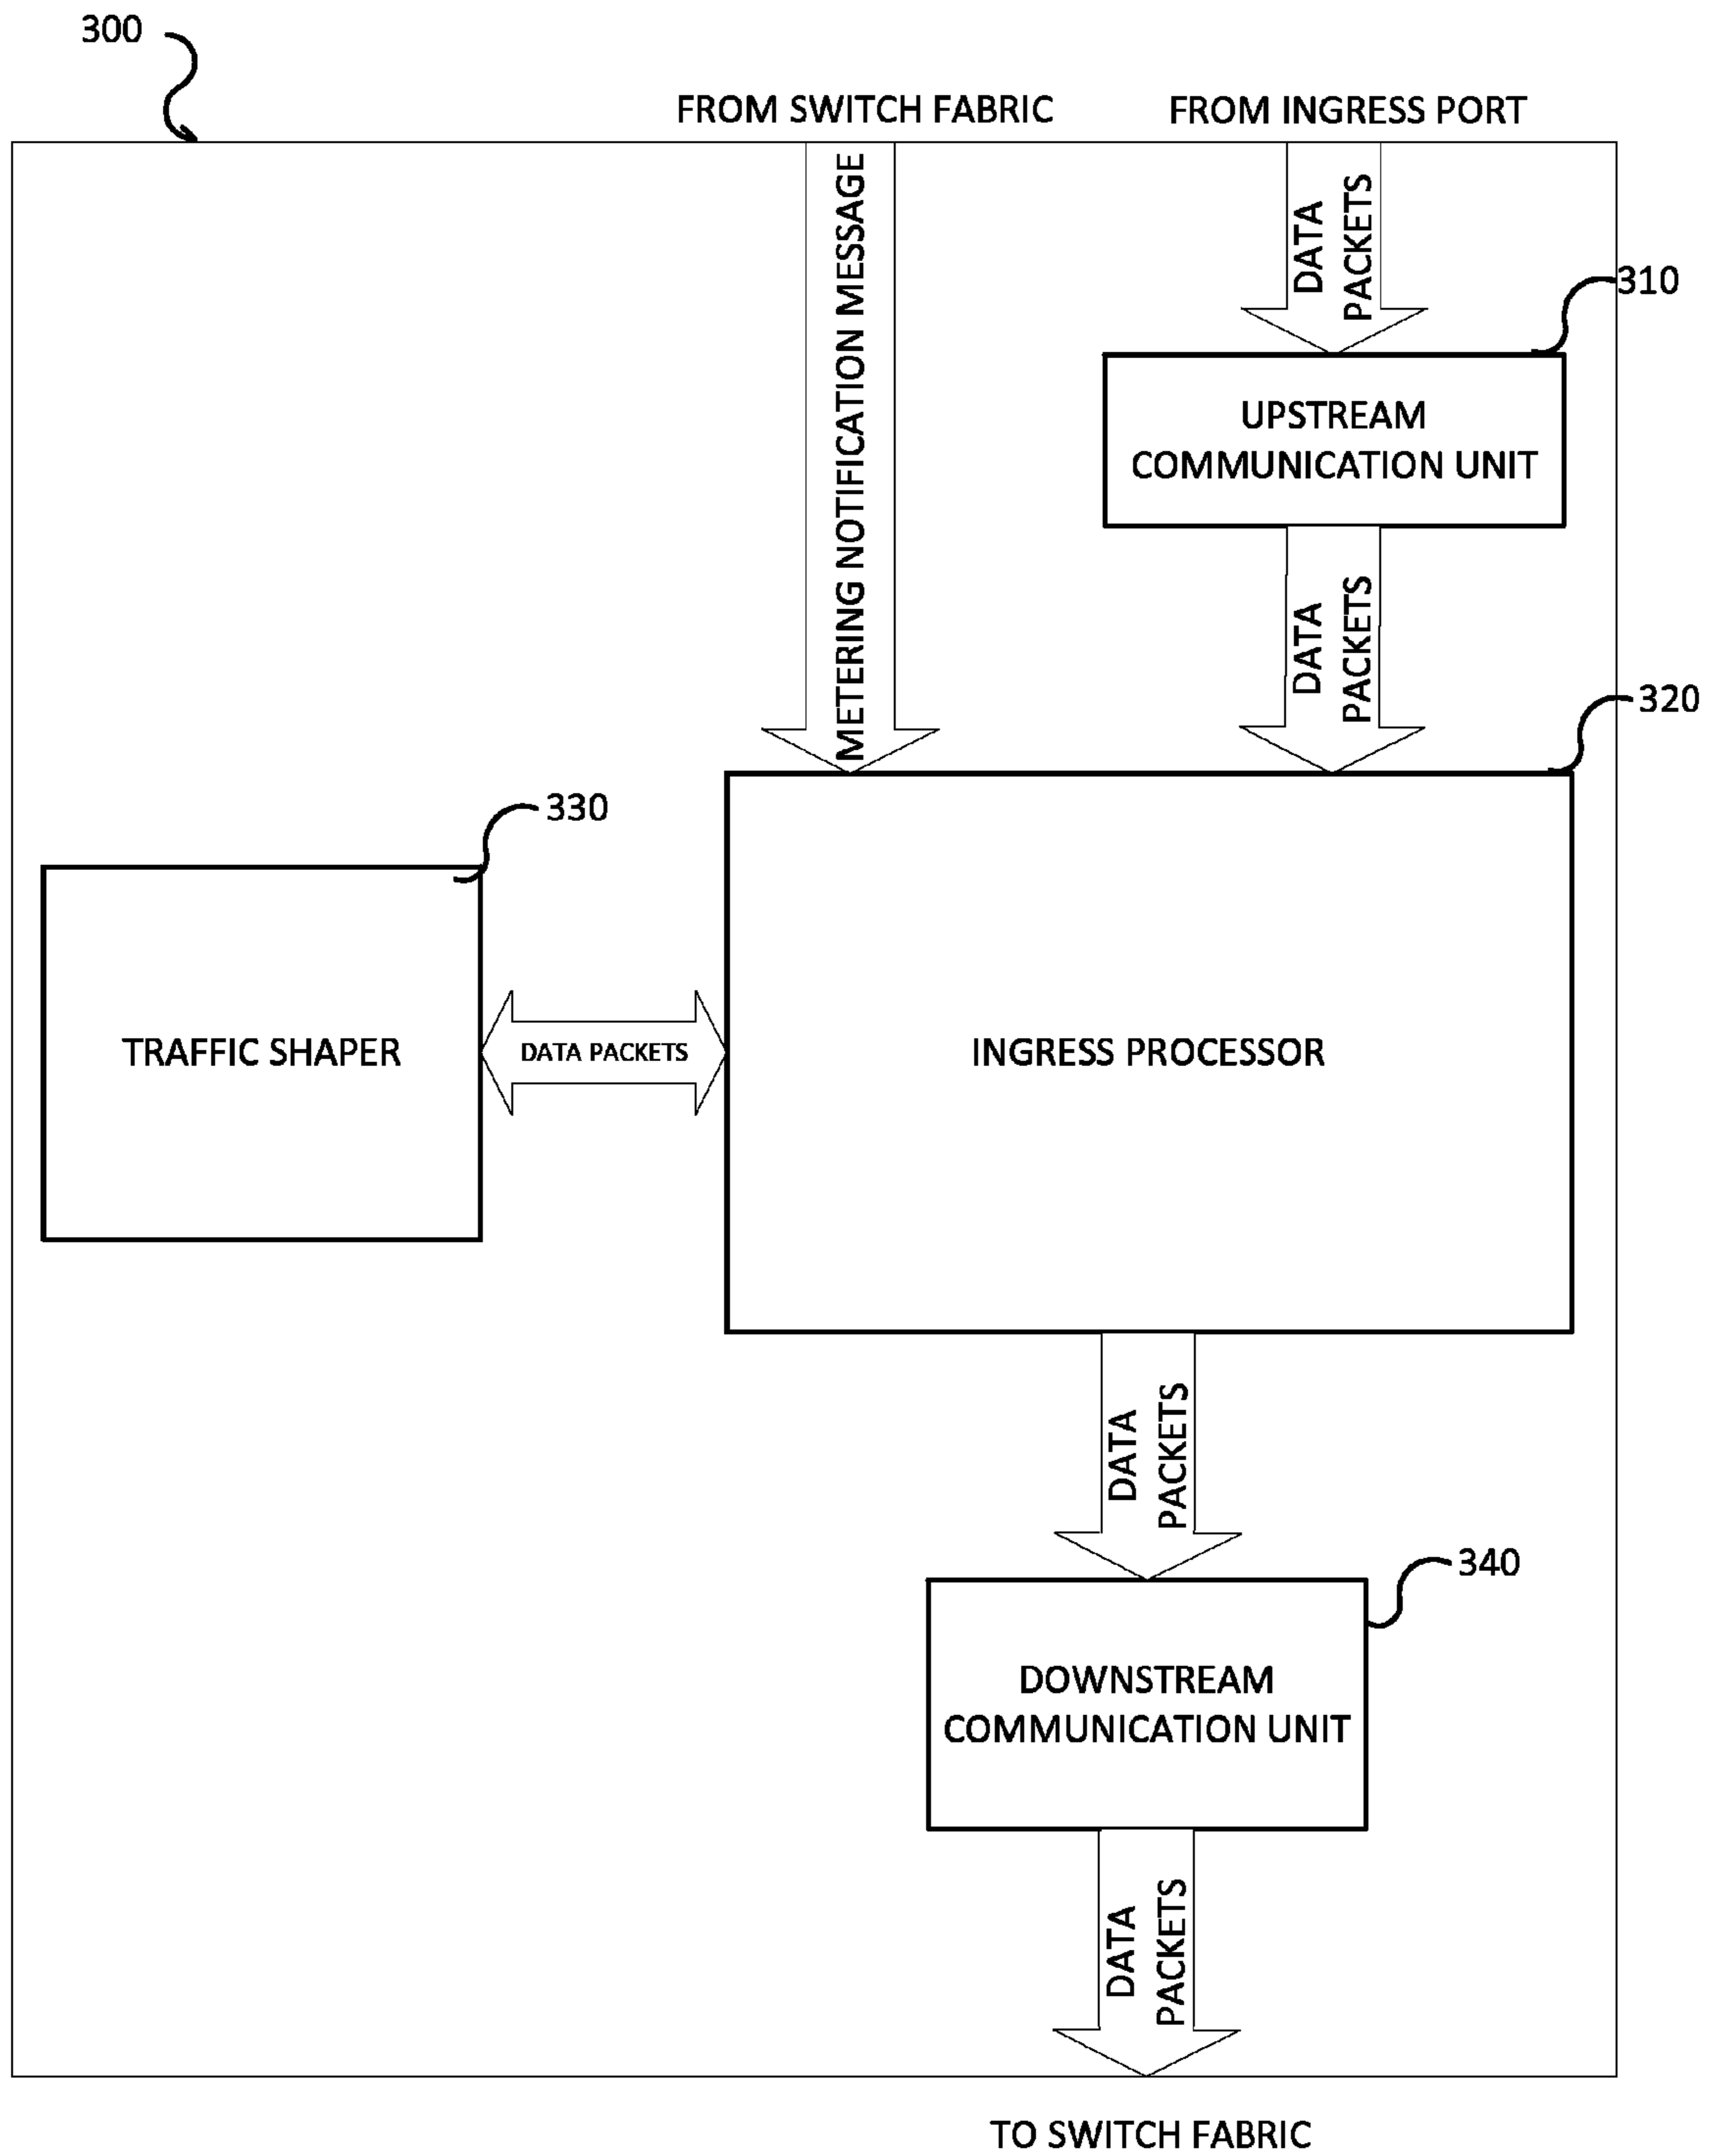 300
FROM SWITCH FABRIC
FROM INGRESS PORT
METERING NOTIFICATION MESSAGE
DATA
PACKETS
310
UPSTREAM
COMMUNICATION UNIT
DATA
PACKETS
320
330
TRAFFIC SHAPER
DATA PACKETS
INGRESS PROCESSOR
DATA
PACKETS
340
DOWNSTREAM
COMMUNICATION UNIT
DATA
PACKETS
TO SWITCH FABRIC